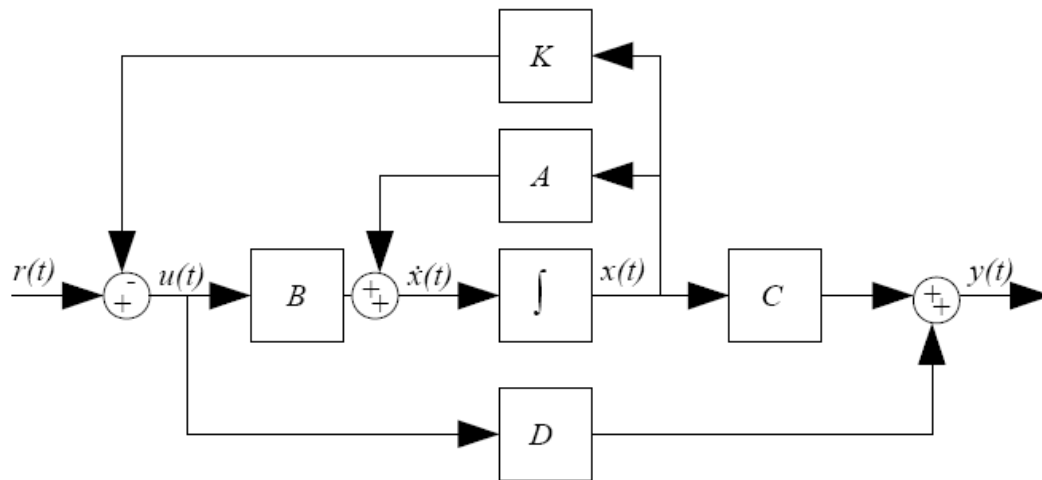 K
A
r(t)
-
+
u(t)
B
+
+
ẋ(t)
∫
x(t)
C
+
+
y(t)
D